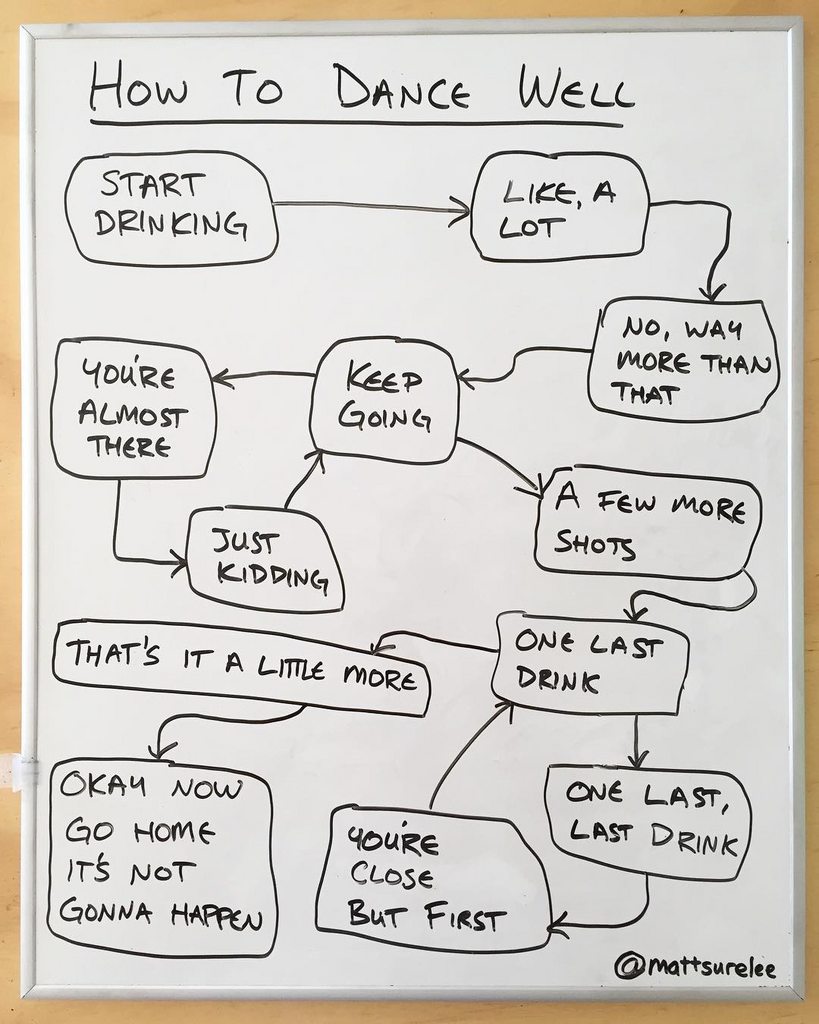 HOW TO DANCE WELL
START
DRINKING
LIKE, A
LOT
NO, WAY
MORE THAN
THAT
KEEP
GOING
YOU'RE
ALMOST
THERE
JUST
KIDDING
A FEW MORE
SHOTS
ONE LAST
DRINK
ONE LAST,
LAST DRINK
YOU'RE
CLOSE
BUT FIRST
THAT'S IT A LITTLE MORE
OKAY NOW
GO HOME
IT'S NOT
GONNA HAPPEN
@mattsurelee